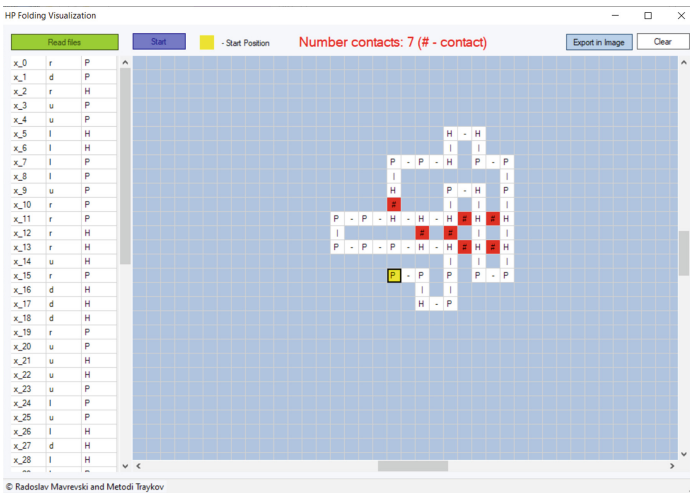 HP Folding Visualization
Read files
Start
- Start Position
Number contacts: 7 (# - contact)
Export in Image
Clear
x_0 r P
x_1 d P
x_2 r H
x_3 u P
x_4 u P
x_5 l H
x_6 l H
x_7 l P
x_8 l P
x_9 u P
x_10 r P
x_11 r P
x_12 r H
x_13 r H
x_14 u H
x_15 r P
x_16 d H
x_17 d H
x_18 d H
x_19 r P
x_20 u P
x_21 u H
x_22 u H
x_23 u P
x_24 l P
x_25 u P
x_26 l H
x_27 d H
x_28 l H
H - H
| |
P - P - H P - P
| |
H P - H P
# | | |
P - P - H - H - H # H # H
| # # | |
P - P - P - H - H # H # H
| | |
P - P P P - P
| |
H - P
© Radoslav Mavrevski and Metodi Traykov